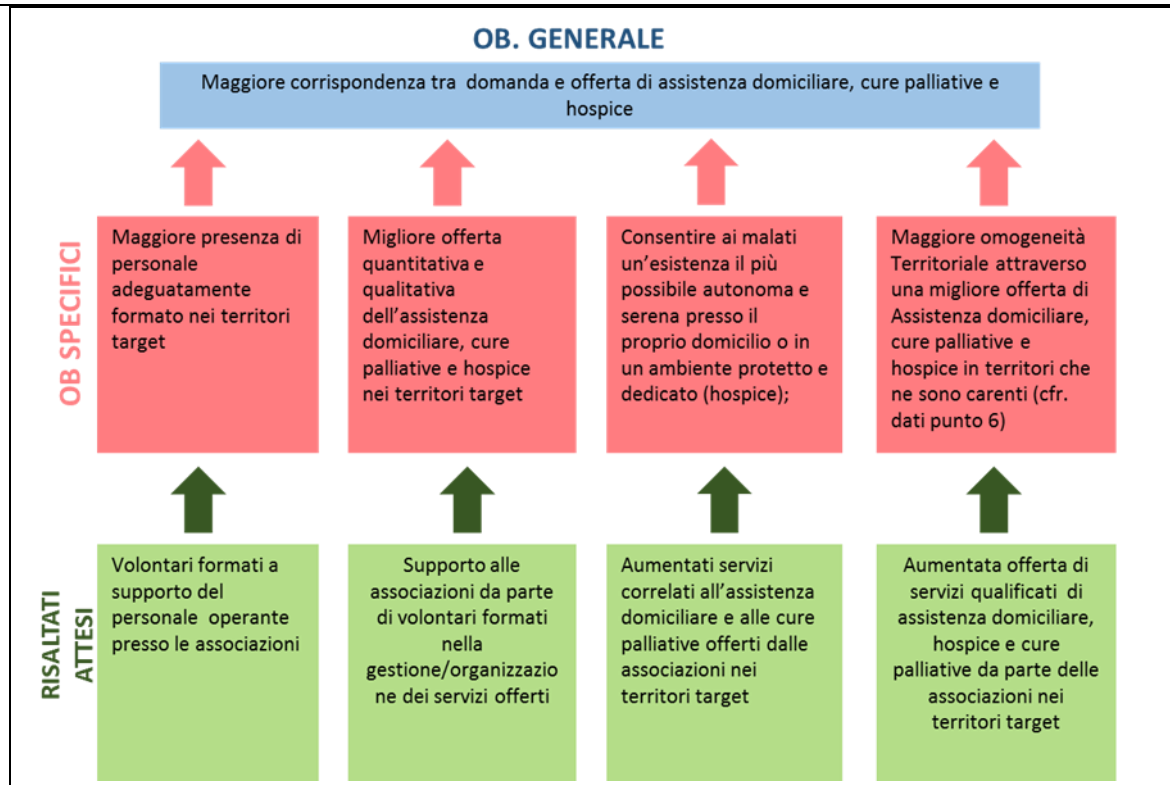 OB. GENERALE
Maggiore corrispondenza tra domanda e offerta di assistenza domiciliare, cure palliative e
hospice
OB SPECIFICI
Maggiore presenza di
personale
adeguatamente
formato nei territori
target
Migliore offerta
quantitativa e
qualitativa
dell’assistenza
domiciliare, cure
palliative e hospice
nei territori target
Consentire ai malati
un’esistenza il più
possibile autonoma e
serena presso il
proprio domicilio o in
un ambiente protetto e
dedicato (hospice);
Maggiore omogeneità
Territoriale attraverso
una migliore offerta di
Assistenza domiciliare,
cure palliative e
hospice in territori che
ne sono carenti (cfr.
dati punto 6)
RISALTATI
ATTESI
Volontari formati a
supporto del
personale operante
presso le associazioni
Supporto alle
associazioni da parte
di volontari formati
nella
gestione/organizzazio
ne dei servizi offerti
Aumentati servizi
correlati all’assistenza
domiciliare e alle cure
palliative offerti dalle
associazioni nei
territori target
Aumentata offerta di
servizi qualificati di
assistenza domiciliare,
hospice e cure
palliative da parte delle
associazioni nei
territori target